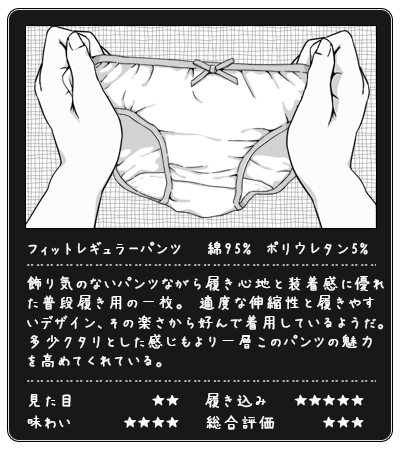 フィットレギュラーパンツ 綿95% ポリウレタン5%
飾り気のないパンツながら履き心地と装着感に優れ
た普段履き用の一枚。 適度な伸縮性と履きやす
いデザイン、その楽さから好んで着用しているようだ。
多少クタリとした感じもより一層このパンツの魅力
を高めてくれている。
見た目 ★★ 履き込み ★★★★★
味わい ★★★★ 総合評価 ★★★